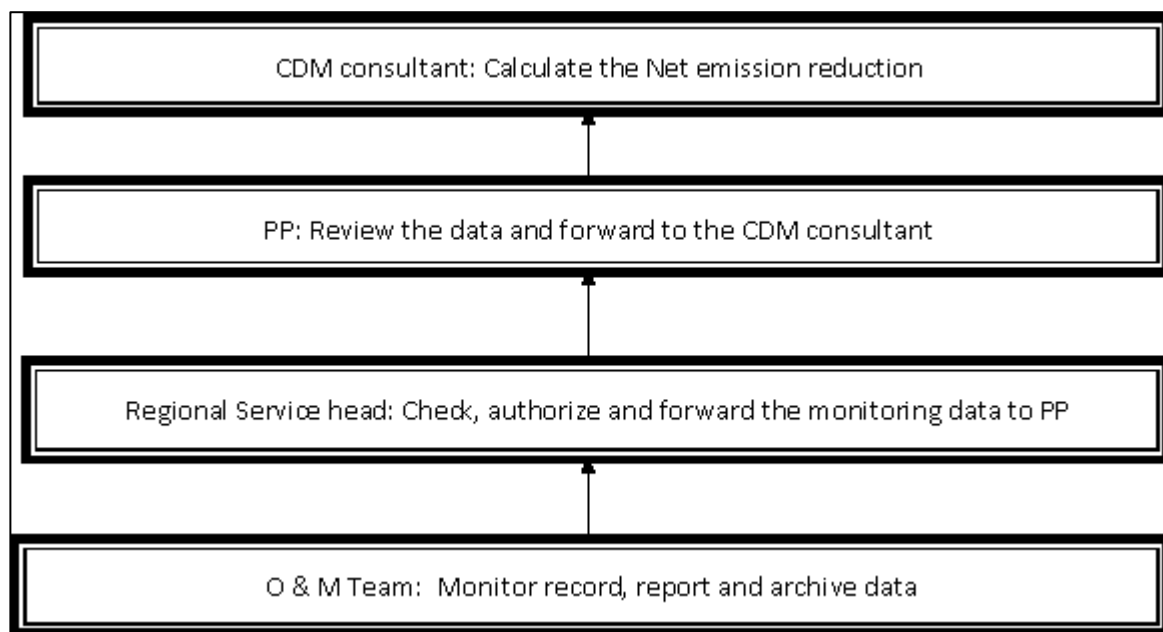 CDM consultant: Calculate the Net emission reduction
PP: Review the data and forward to the CDM consultant
Regional Service head: Check, authorize and forward the monitoring data to PP
O & M Team: Monitor record, report and archive data